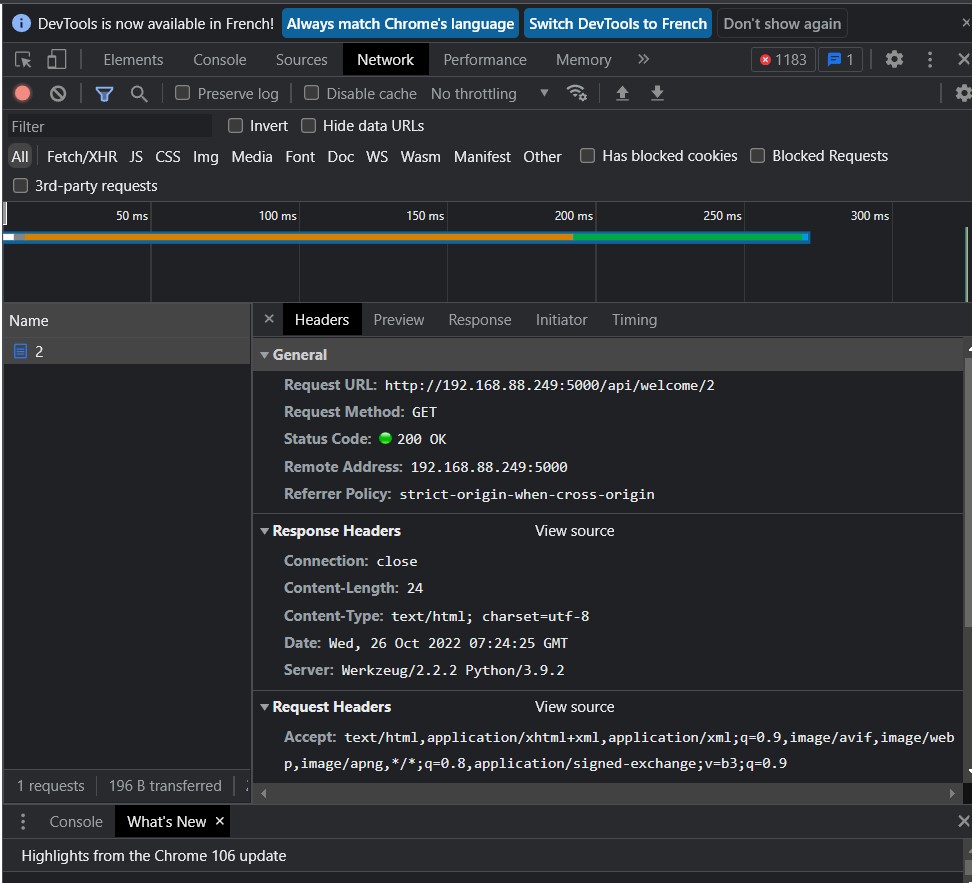 DevTools is now available in French! Always match Chrome's language Switch DevTools to French Don't show again
Elements Console Sources Network Performance Memory 1183 1
Preserve log Disable cache No throttling
Filter Invert Hide data URLs
All Fetch/XHR JS CSS Img Media Font Doc WS Wasm Manifest Other Has blocked cookies Blocked Requests
3rd-party requests
50 ms 100 ms 150 ms 200 ms 250 ms 300 ms
Name
2
Headers Preview Response Initiator Timing
General
Request URL: http://192.168.88.249:5000/api/welcome/2
Request Method: GET
Status Code: 200 OK
Remote Address: 192.168.88.249:5000
Referrer Policy: strict-origin-when-cross-origin
Response Headers View source
Connection: close
Content-Length: 24
Content-Type: text/html; charset=utf-8
Date: Wed, 26 Oct 2022 07:24:25 GMT
Server: Werkzeug/2.2.2 Python/3.9.2
Request Headers View source
Accept: text/html,application/xhtml+xml,application/xml;q=0.9,image/avif,image/web
p,image/apng,*/*;q=0.8,application/signed-exchange;v=b3;q=0.9
1 requests 196 B transferred
Console What's New
Highlights from the Chrome 106 update